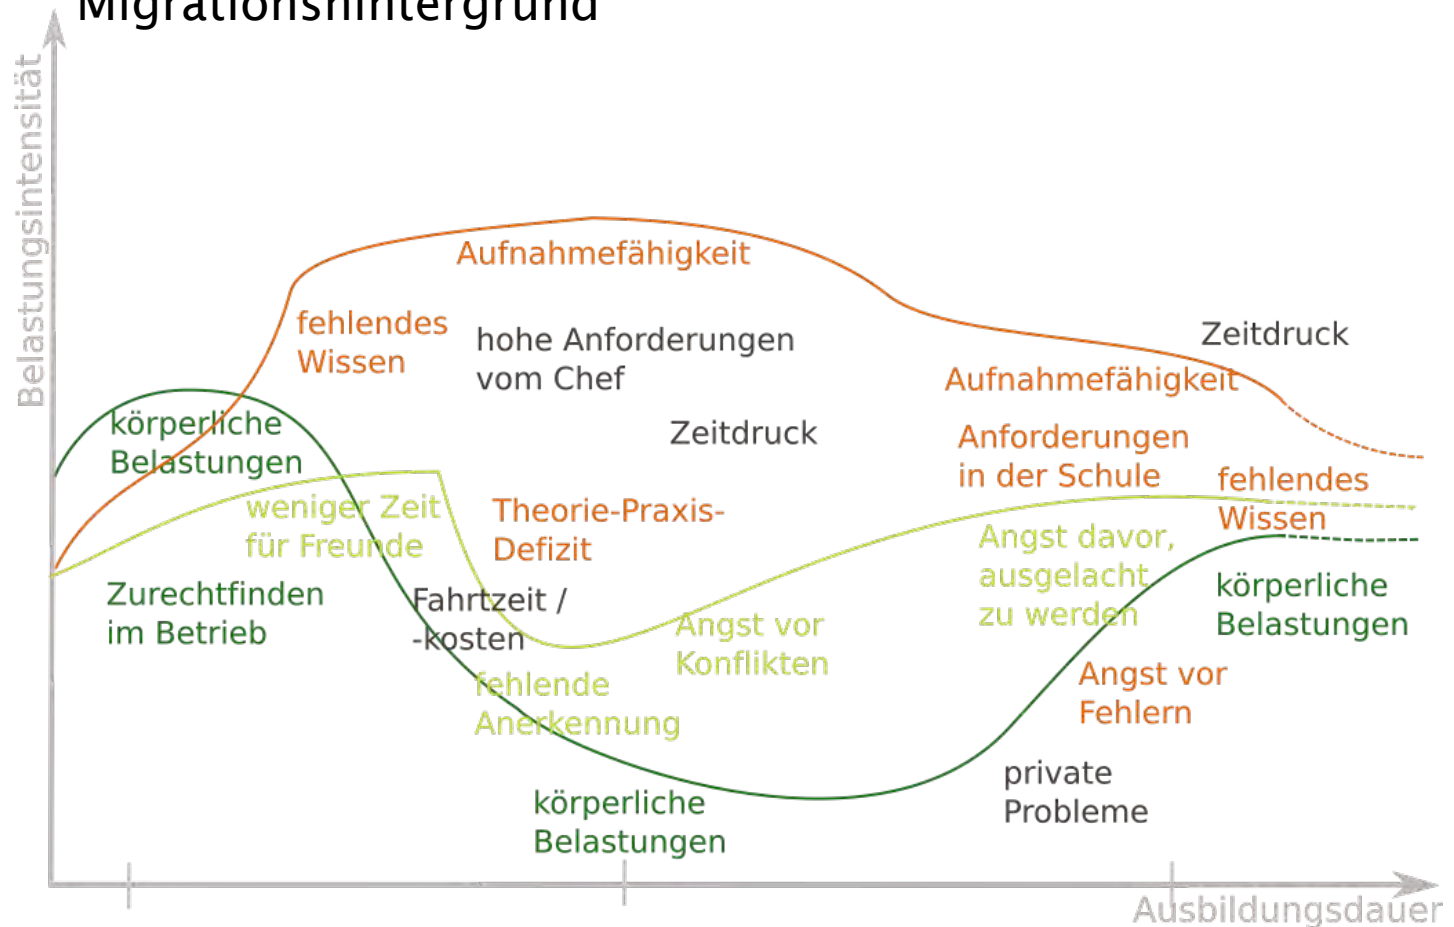 Migrationshintergrund
Belastungsintensität
Aufnahmefähigkeit
fehlendes
Wissen
hohe Anforderungen
vom Chef
Zeitdruck
Aufnahmefähigkeit
körperliche
Belastungen
Zeitdruck
Anforderungen
in der Schule
fehlendes
Wissen
weniger Zeit
für Freunde
Theorie-Praxis-
Defizit
Angst davor,
ausgelacht
zu werden
Zurechtfinden
im Betrieb
Fahrtzeit /
-kosten
körperliche
Belastungen
Angst vor
Konflikten
fehlende
Anerkennung
Angst vor
Fehlern
private
Probleme
körperliche
Belastungen
Ausbildungsdauer